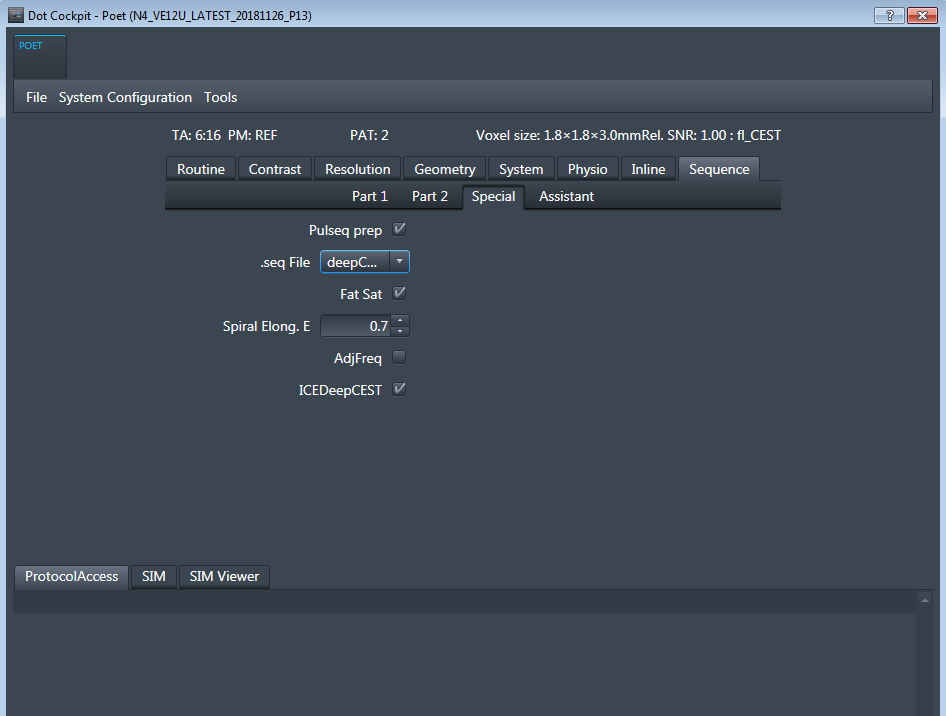 Dot Cockpit - Poet (N4_VE12U_LATEST_20181126_P13)
?
POET
File System Configuration Tools
TA: 6:16 PM: REF PAT: 2 Voxel size: 1.8×1.8×3.0mmRel. SNR: 1.00 : fl_CEST
Routine Contrast Resolution Geometry System Physio Inline Sequence
Part 1 Part 2 Special Assistant
Pulseq prep
.seq File deepC...
Fat Sat
Spiral Elong. E 0.7
AdjFreq
ICEDeepCEST
ProtocolAccess SIM SIM Viewer